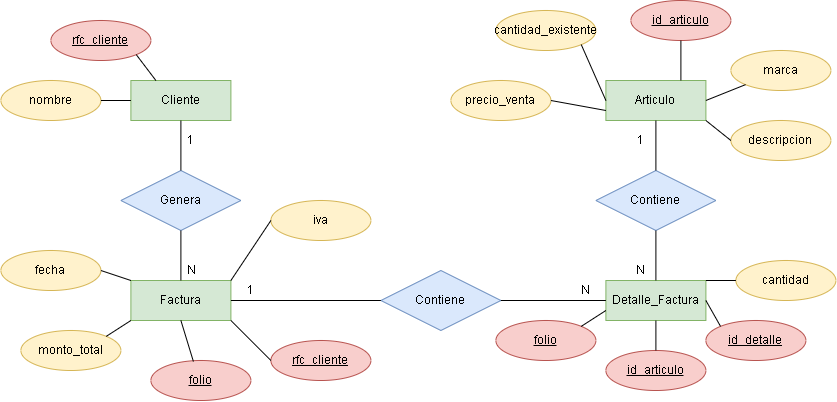 rfc_cliente
nombre
Cliente
1
Genera
N
cantidad_existente
id_articulo
marca
precio_venta
Articulo
descripcion
1
Contiene
N
iva
fecha
Factura
1
Contiene
N
Detalle_Factura
cantidad
monto_total
folio
rfc_cliente
folio
id_articulo
id_detalle